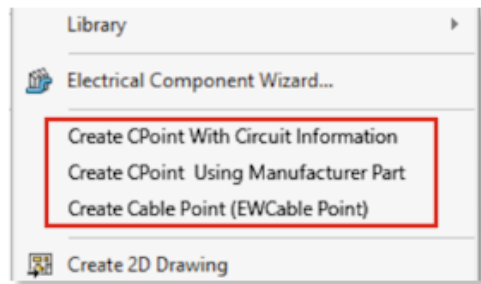 Library
Electrical Component Wizard...
Create CPoint With Circuit Information
Create CPoint  Using Manufacturer Part
Create Cable Point (EWCable Point)
Create 2D Drawing